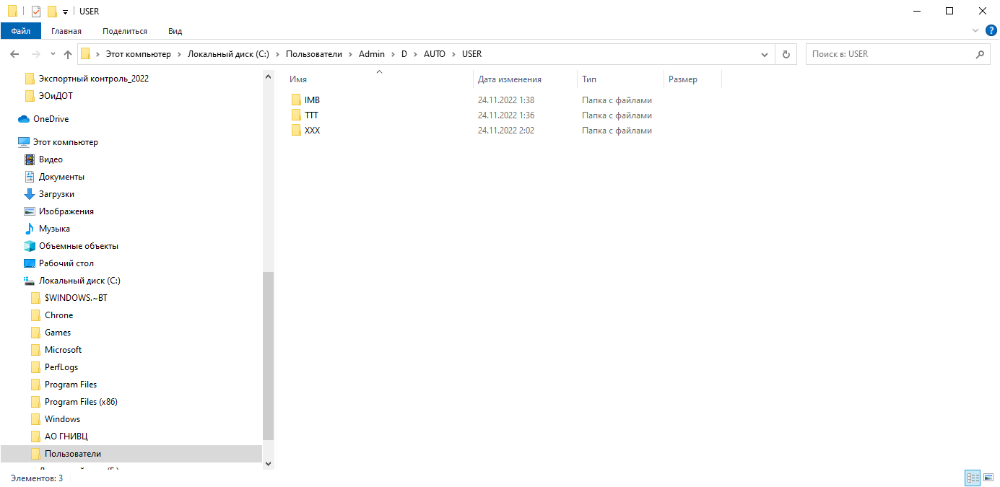 USER
Файл Главная Поделиться Вид
Этот компьютер Локальный диск (C:) Пользователи Admin D AUTO USER
Поиск в: USER
Экспортный контроль_2022
ЭОиДОТ
OneDrive
Этот компьютер
Видео
Документы
Загрузки
Изображения
Музыка
Объемные объекты
Рабочий стол
Локальный диск (C:)
$WINDOWS.~BT
Chrone
Games
Microsoft
PerfLogs
Program Files
Program Files (x86)
Windows
АО ГНИВЦ
Пользователи
Имя Дата изменения Тип Размер
IMB 24.11.2022 1:38 Папка с файлами
TTT 24.11.2022 1:36 Папка с файлами
XXX 24.11.2022 2:02 Папка с файлами
Элементов: 3